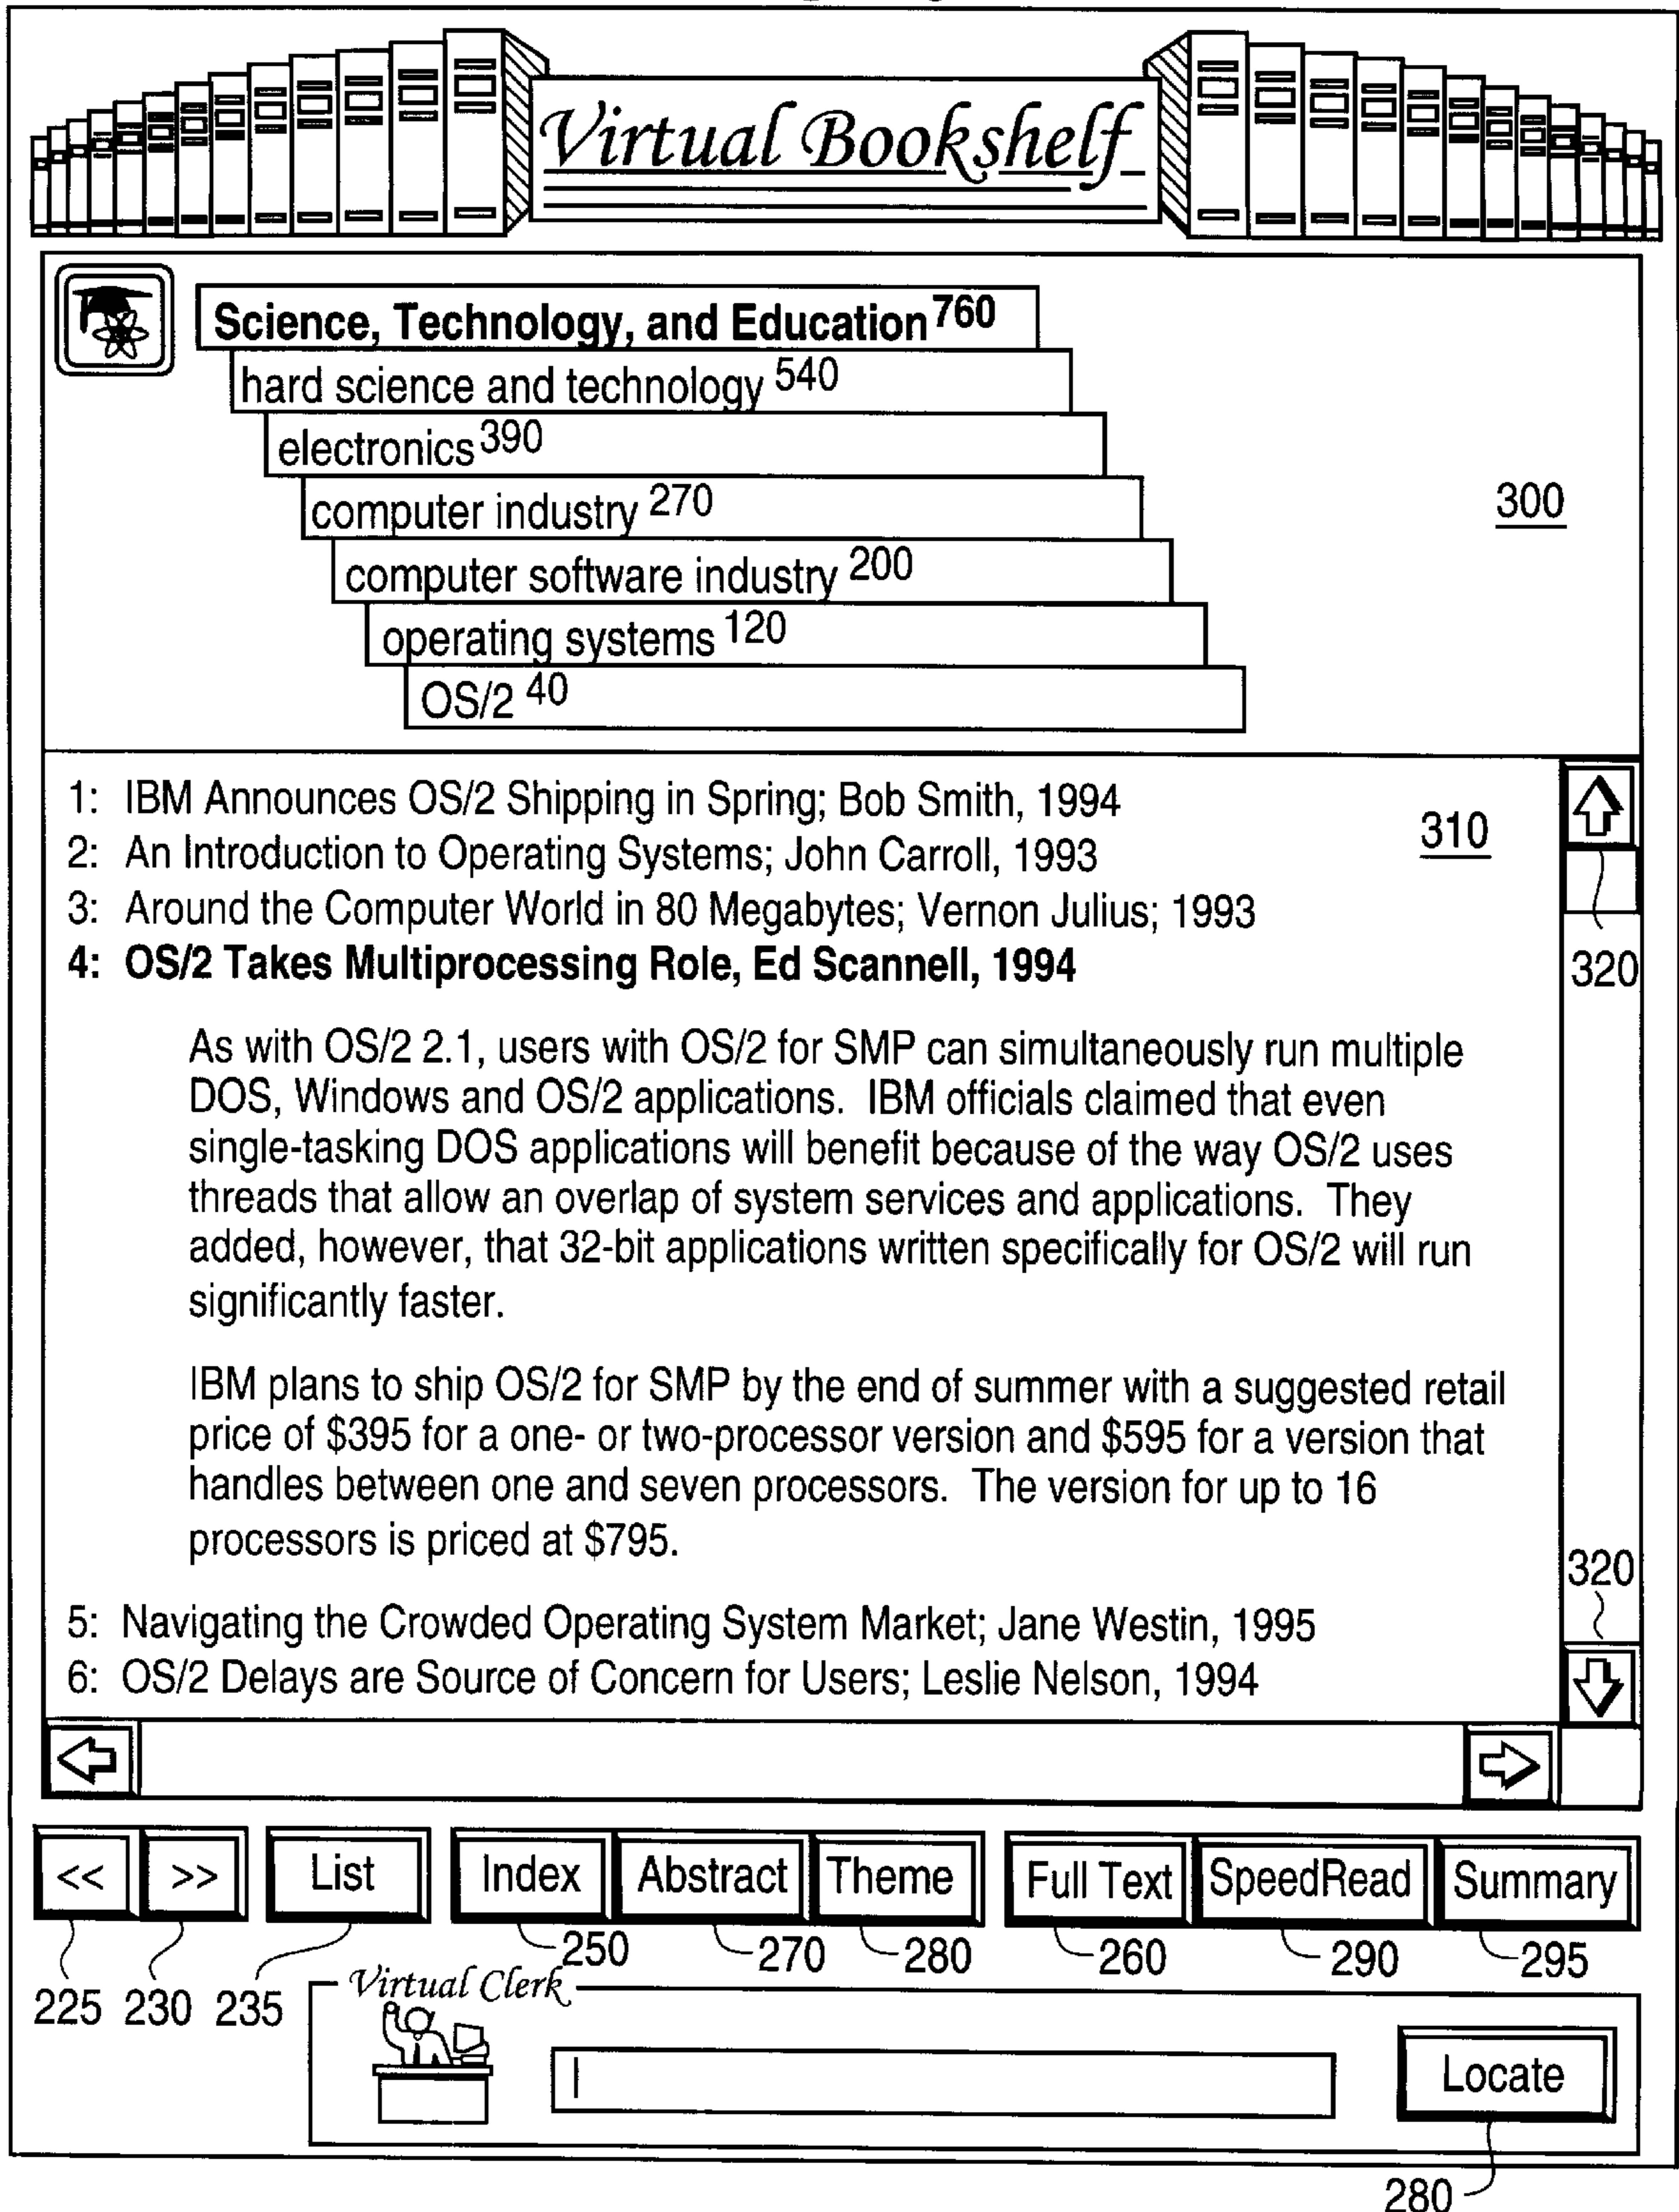 Virtual Bookshelf
Science, Technology, and Education 760
hard science and technology 540
electronics 390
computer industry 270
300
computer software industry 200
operating systems 120
OS/2 40
1: IBM Announces OS/2 Shipping in Spring; Bob Smith, 1994
310
2: An Introduction to Operating Systems; John Carroll, 1993
3: Around the Computer World in 80 Megabytes; Vernon Julius; 1993
4: OS/2 Takes Multiprocessing Role, Ed Scannell, 1994
320
As with OS/2 2.1, users with OS/2 for SMP can simultaneously run multiple
DOS, Windows and OS/2 applications. IBM officials claimed that even
single-tasking DOS applications will benefit because of the way OS/2 uses
threads that allow an overlap of system services and applications. They
added, however, that 32-bit applications written specifically for OS/2 will run
significantly faster.
IBM plans to ship OS/2 for SMP by the end of summer with a suggested retail
price of $395 for a one- or two-processor version and $595 for a version that
handles between one and seven processors. The version for up to 16
processors is priced at $795.
320
5: Navigating the Crowded Operating System Market; Jane Westin, 1995
6: OS/2 Delays are Source of Concern for Users; Leslie Nelson, 1994
<< >> List Index Abstract Theme Full Text SpeedRead Summary
250 270 280 260 290 295
225 230 235
Virtual Clerk
Locate
280